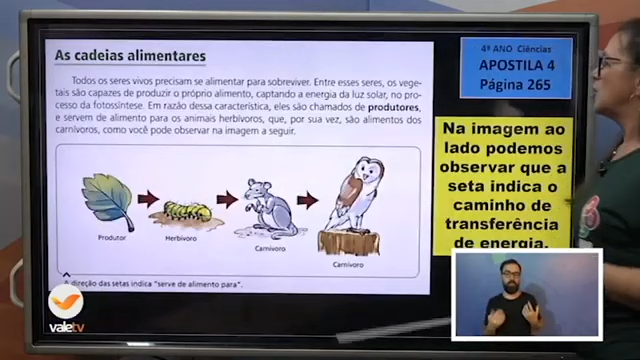 As cadeias alimentares
Todos os seres vivos precisam se alimentar para sobreviver. Entre esses seres, os vege-
tais são capazes de produzir o próprio alimento, captando a energia da luz solar, no pro-
cesso da fotossíntese. Em razão dessa característica, eles são chamados de produtores,
e servem de alimento para os animais herbívoros, que, por sua vez, são alimentos dos
carnívoros, como você pode observar na imagem a seguir.
Produtor
Herbívoro
Carnívoro
Carnívoro
A direção das setas indica "serve de alimento para".
4º ANO Ciências
APOSTILA 4
Página 265
Na imagem ao
lado podemos
observar que a
seta indica o
caminho de
transferência
de energia.
valetv